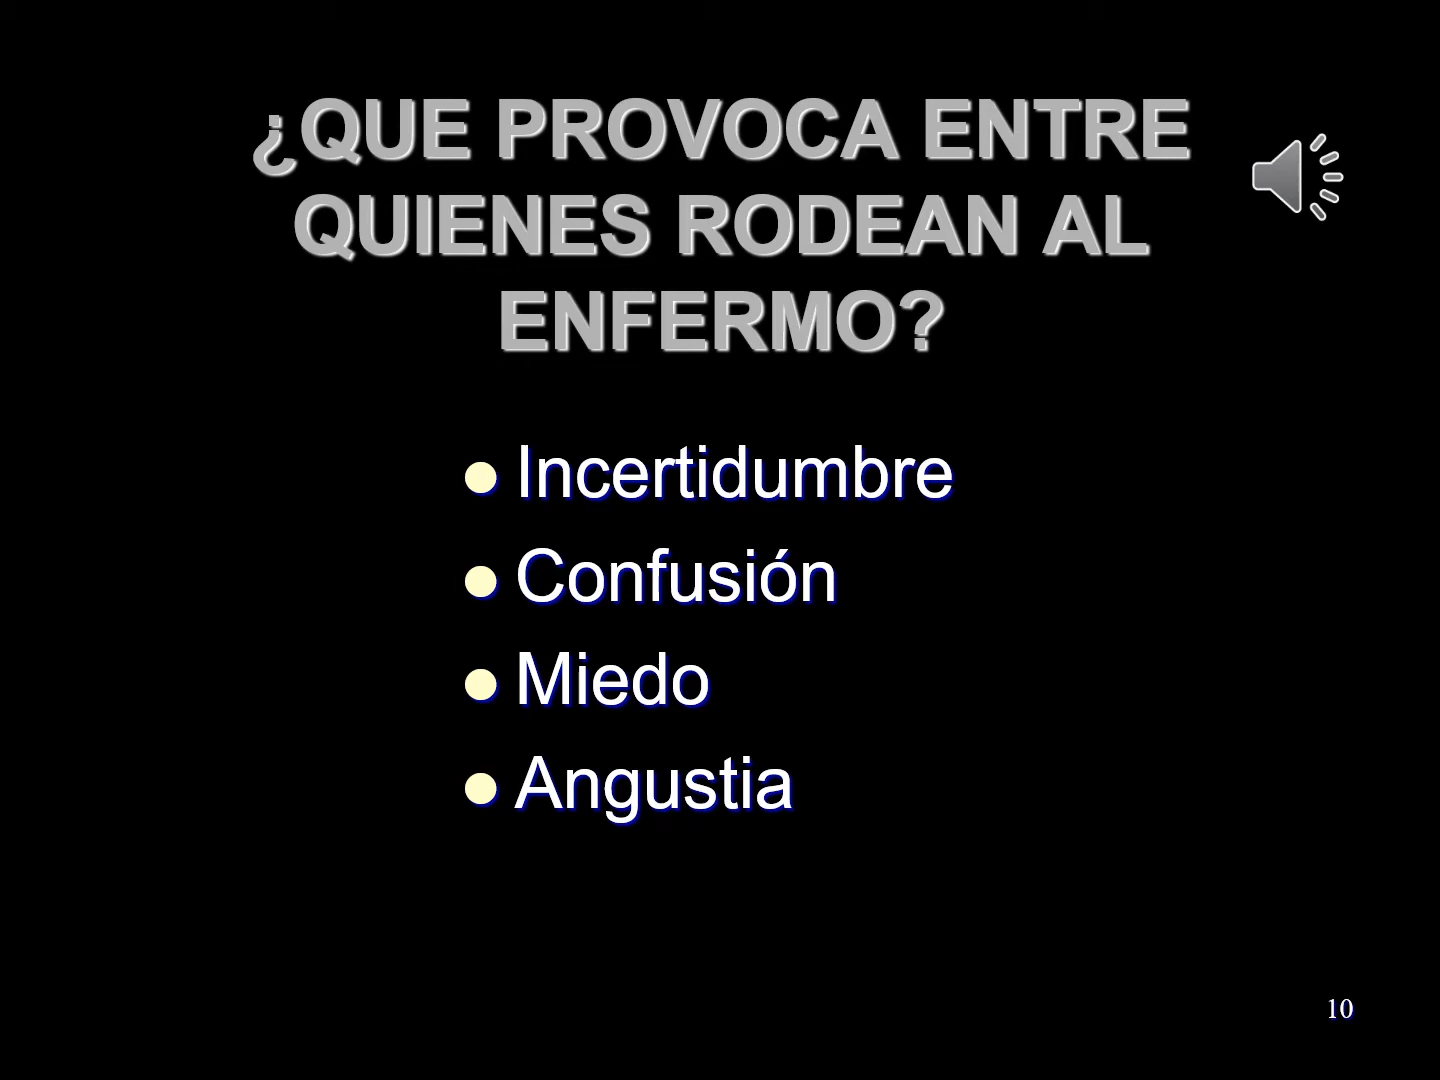 ¿QUE PROVOCA ENTRE
QUIENES RODEAN AL
ENFERMO?
● Incertidumbre
● Confusión
● Miedo
● Angustia
10